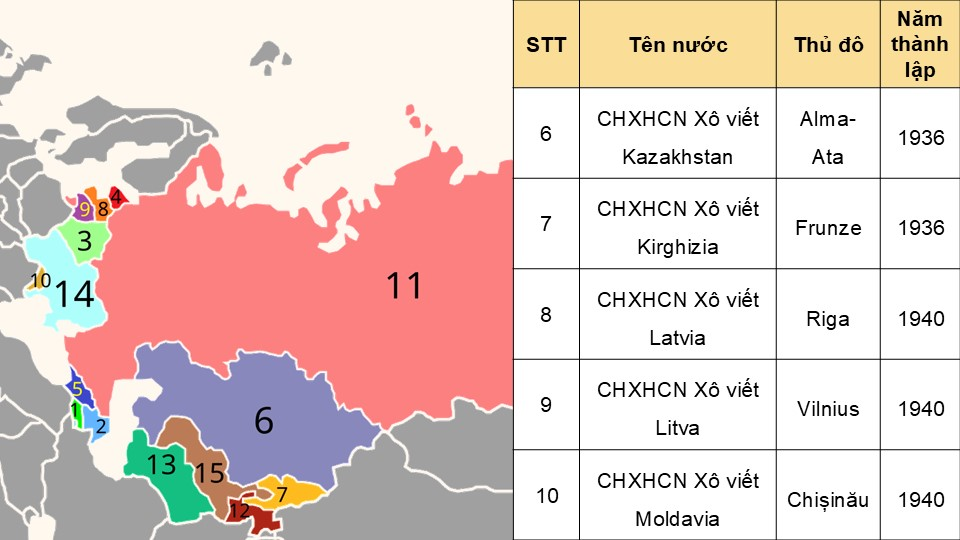 11
4
9
8
3
10
14
5
1
2
6
13
15
7
12
STT
Tên nước
Thủ đô
Năm
thành
lập
6
CHXHCN Xô viết
Kazakhstan
Alma-
Ata
1936
7
CHXHCN Xô viết
Kirghizia
Frunze
1936
8
CHXHCN Xô viết
Latvia
Riga
1940
9
CHXHCN Xô viết
Litva
Vilnius
1940
10
CHXHCN Xô viết
Moldavia
Chișinău
1940